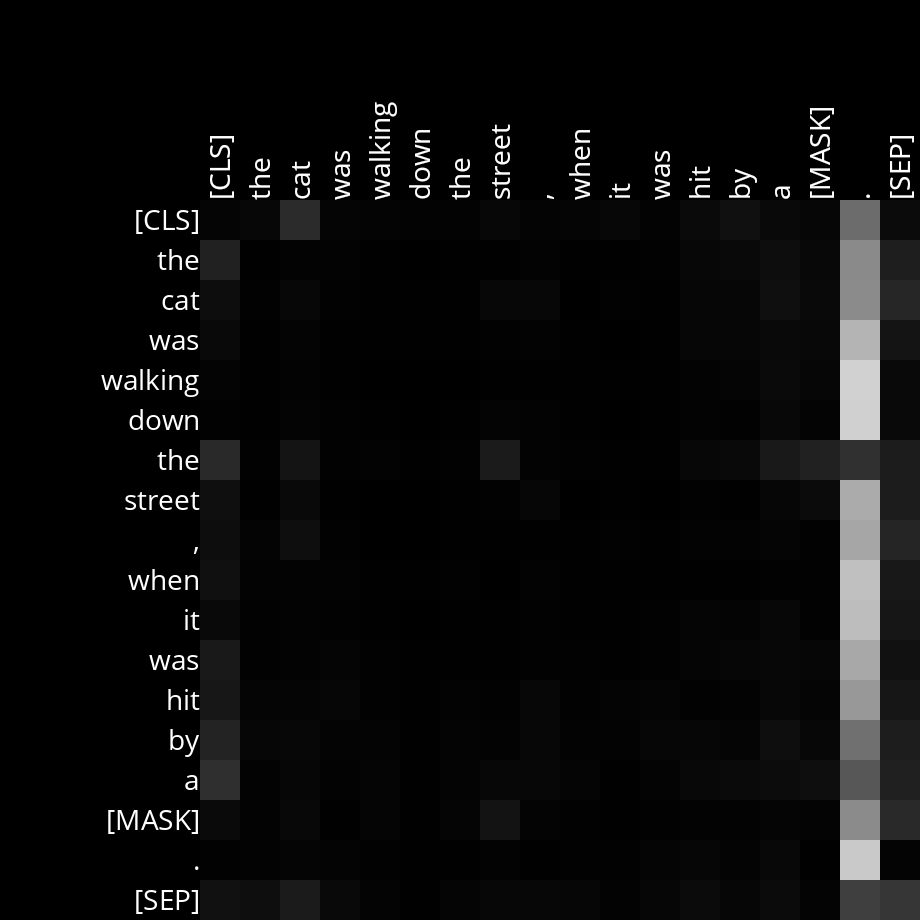 [CLS] the cat was walking down the street , when it was hit by a [MASK] . [SEP]
[CLS]
the
cat
was
walking
down
the
street
,
when
it
was
hit
by
a
[MASK]
.
[SEP]